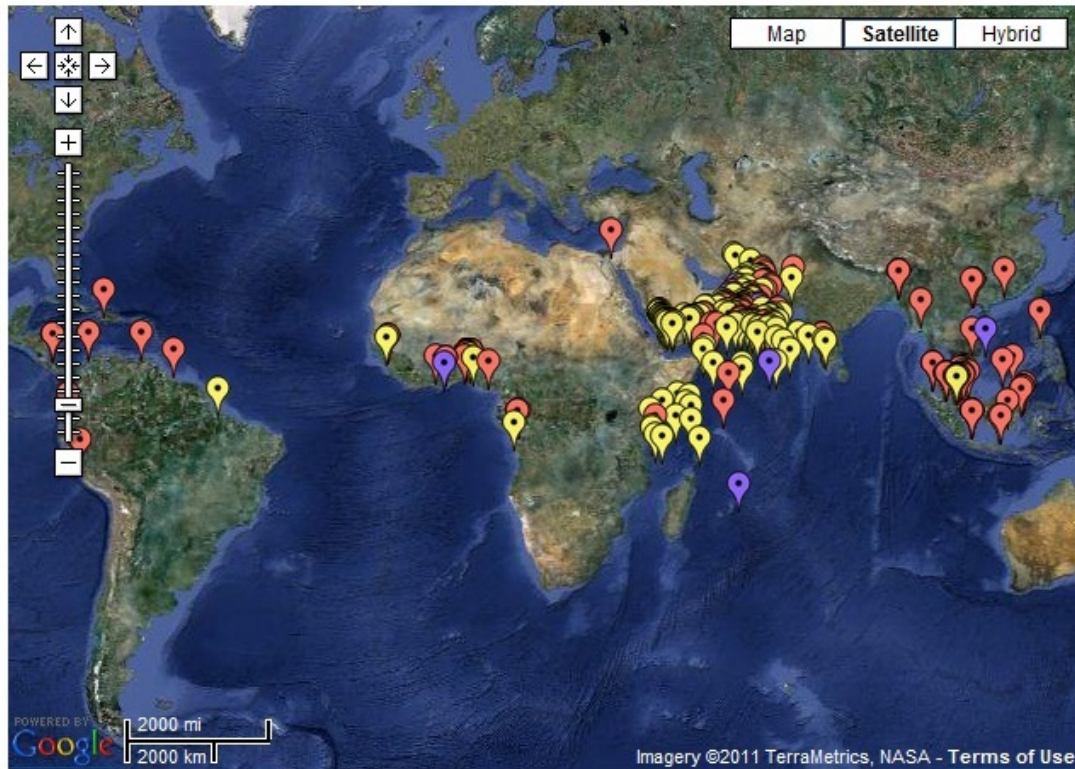 Map Satellite Hybrid
POWERED BY
Google
2000 mi
2000 km
Imagery ©2011 TerraMetrics, NASA - Terms of Use